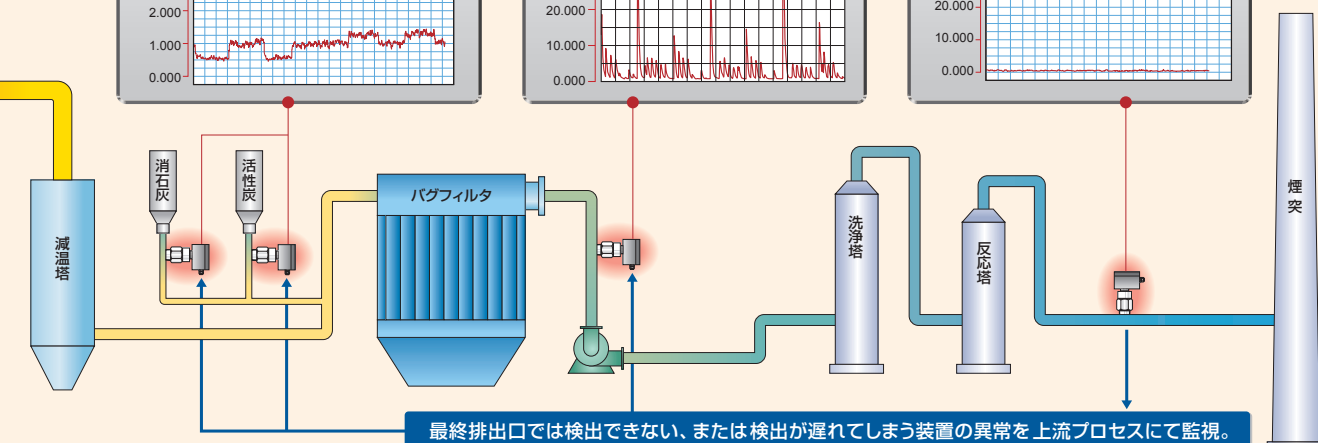 2.000
1.000
0.000
20.000
10.000
0.000
20.000
10.000
0.000
減温塔
消石灰
活性炭
バグフィルタ
洗浄塔
反応塔
煙突
最終排出口では検出できない、または検出が遅れてしまう装置の異常を上流プロセスにて監視。